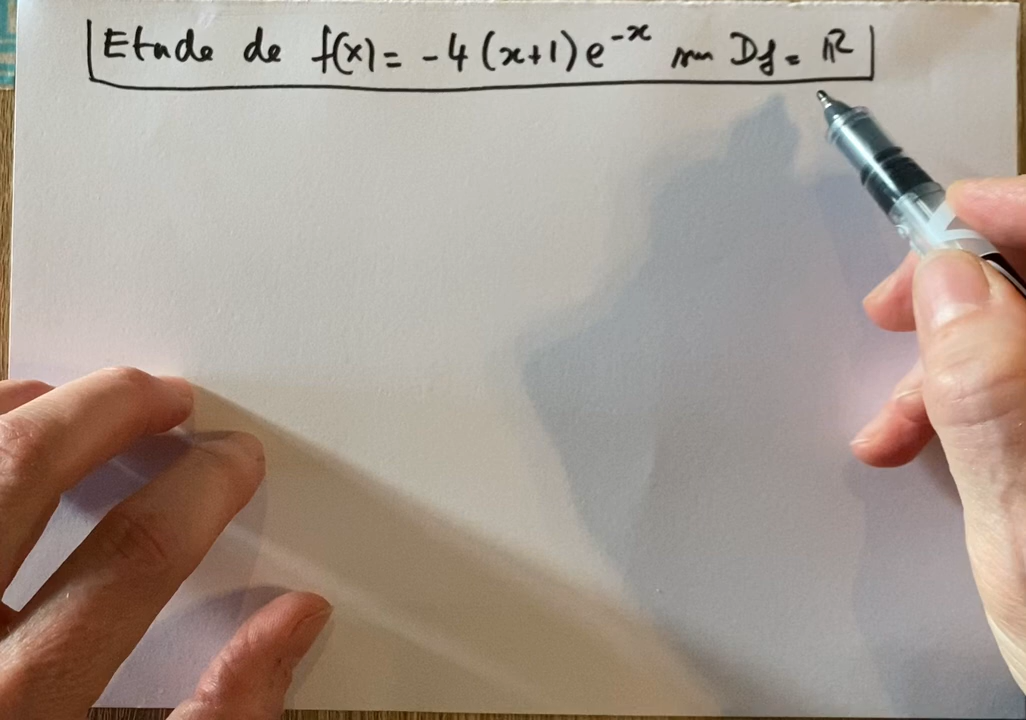 Etude de f(x) = -4 (x+1) e^{-x} sur Df = ℝ